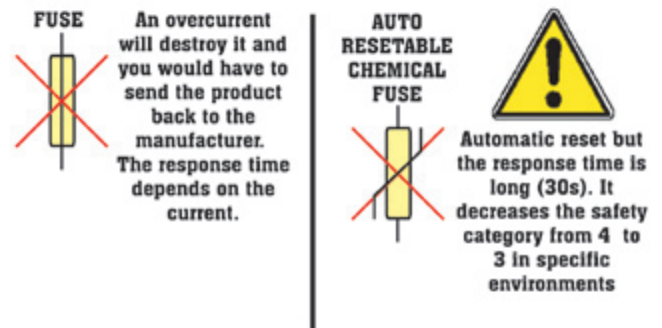 FUSE
An overcurrent
will destroy it and
you would have to
send the product
back to the
manufacturer.
The response time
depends on the
current.
AUTO
RESETABLE
CHEMICAL
FUSE
Automatic reset but
the response time is
long (30s). It
decreases the safety
category from 4 to
3 in specific
environments